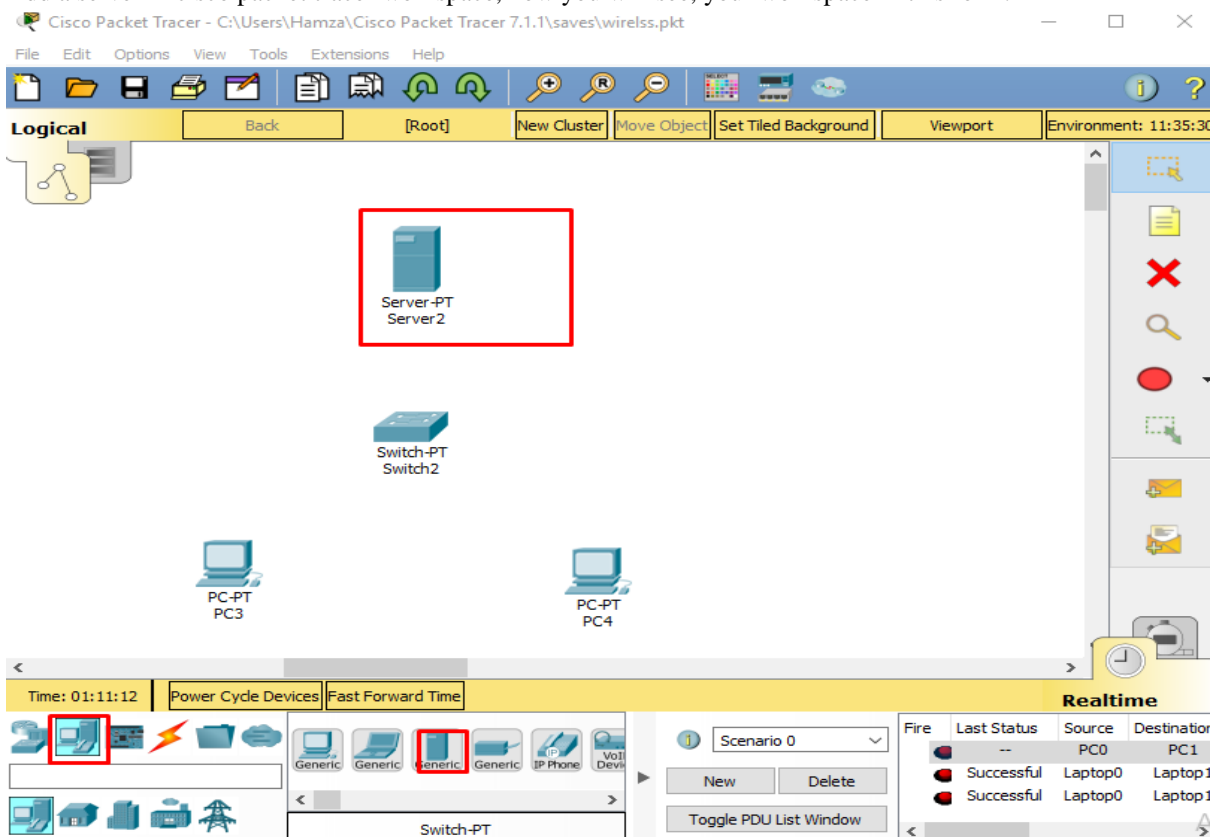 Cisco Packet Tracer - C:\Users\Hamza\Cisco Packet Tracer 7.1.1\saves\wirelss.pkt
File Edit Options View Tools Extensions Help
Logical Back [Root] New Cluster Move Object Set Tiled Background Viewport Environment: 11:35:30
Server-PT
Server2
Switch-PT
Switch2
PC-PT
PC3
PC-PT
PC4
Time: 01:11:12 Power Cycle Devices Fast Forward Time Realtime
Generic Generic Generic Generic IP Phone
Switch-PT
Scenario 0
New Delete
Toggle PDU List Window
Fire Last Status Source Destination
-- PC0 PC1
Successful Laptop0 Laptop1
Successful Laptop0 Laptop1